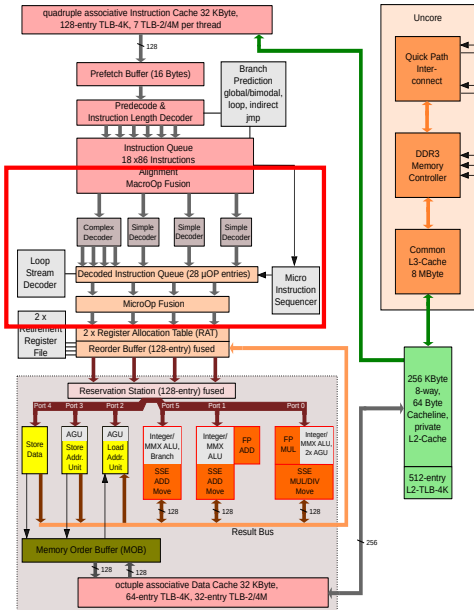 quadruple associative Instruction Cache 32 KByte,
128-entry TLB-4K, 7 TLB-2/4M per thread
128
Prefetch Buffer (16 Bytes)
Predecode &
Instruction Length Decoder
Branch
Prediction
global/bimodal,
loop, indirect
jmp
Instruction Queue
18 x86 Instructions
Alignment
MacroOp Fusion
Complex
Decoder
Simple
Decoder
Simple
Decoder
Simple
Decoder
Loop
Stream
Decoder
Decoded Instruction Queue (28 µOP entries)
Micro
Instruction
Sequencer
MicroOp Fusion
2 x
Retirement
Register
File
2 x Register Allocation Table (RAT)
Reorder Buffer (128-entry) fused
Reservation Station (128-entry) fused
Port 4
Port 3
Port 2
Port 5
Port 1
Port 0
Store
Data
AGU
Store
Addr.
Unit
AGU
Load
Addr.
Unit
Integer/
MMX ALU,
Branch
SSE
ADD
Move
Integer/
MMX
ALU
FP
ADD
SSE
ADD
Move
FP
MUL
Integer/
MMX ALU,
2x AGU
SSE
MUL/DIV
Move
128
128
128
Result Bus
Memory Order Buffer (MOB)
128
128
octuple associative Data Cache 32 KByte,
64-entry TLB-4K, 32-entry TLB-2/4M
256
Uncore
Quick Path
Inter-
connect
DDR3
Memory
Controller
Common
L3-Cache
8 MByte
256 KByte
8-way,
64 Byte
Cacheline,
private
L2-Cache
512-entry
L2-TLB-4K